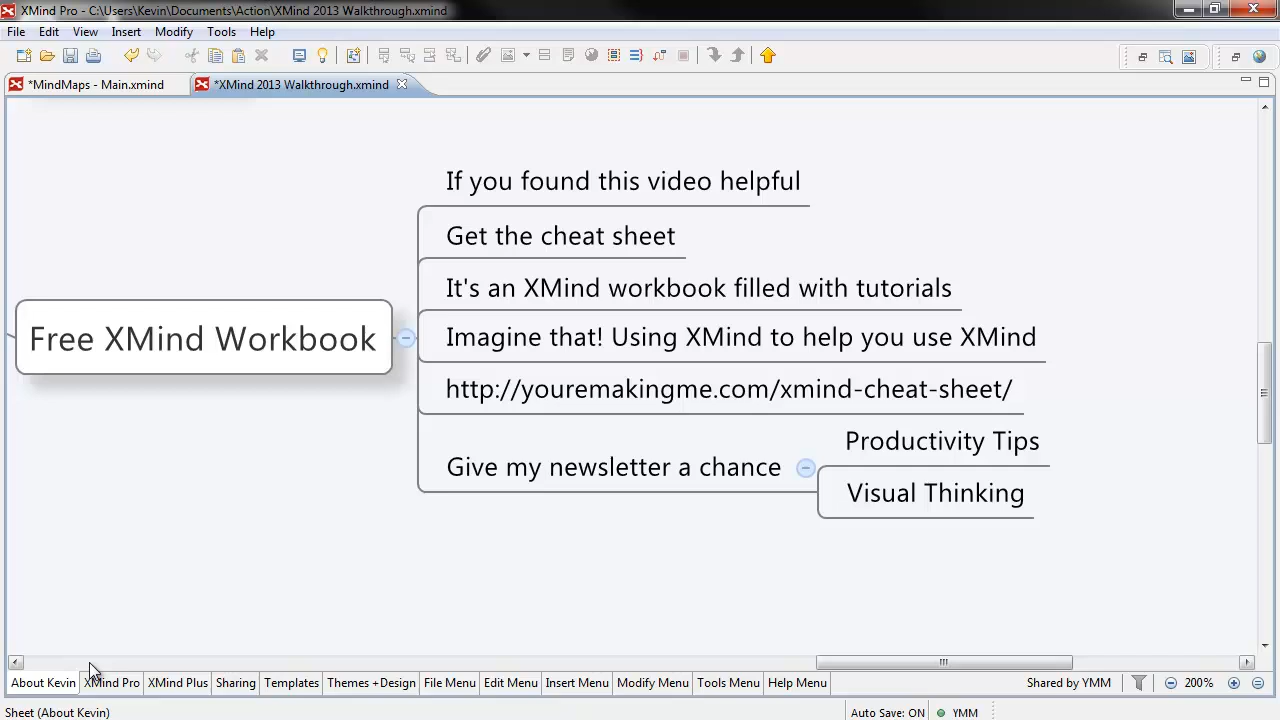 XMind Pro - C:\Users\Kevin\Documents\Action\XMind 2013 Walkthrough.xmind
File Edit View Insert Modify Tools Help
*MindMaps - Main.xmind *XMind 2013 Walkthrough.xmind
If you found this video helpful
Get the cheat sheet
It's an XMind workbook filled with tutorials
Free XMind Workbook
Imagine that! Using XMind to help you use XMind
http://youremakingme.com/xmind-cheat-sheet/
Give my newsletter a chance
Productivity Tips
Visual Thinking
About Kevin XMind Pro XMind Plus Sharing Templates Themes +Design File Menu Edit Menu Insert Menu Modify Menu Tools Menu Help Menu Shared by YMM 200%
Sheet (About Kevin) Auto Save: ON YMM